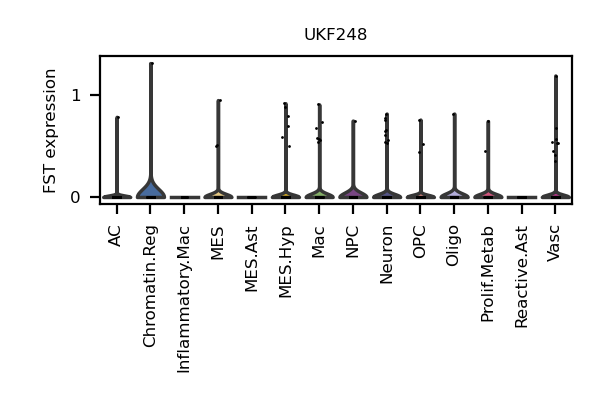 UKF248
FST expression
1
0
AC
Chromatin.Reg
Inflammatory.Mac
MES
MES.Ast
MES.Hyp
Mac
NPC
Neuron
OPC
Oligo
Prolif.Metab
Reactive.Ast
Vasc